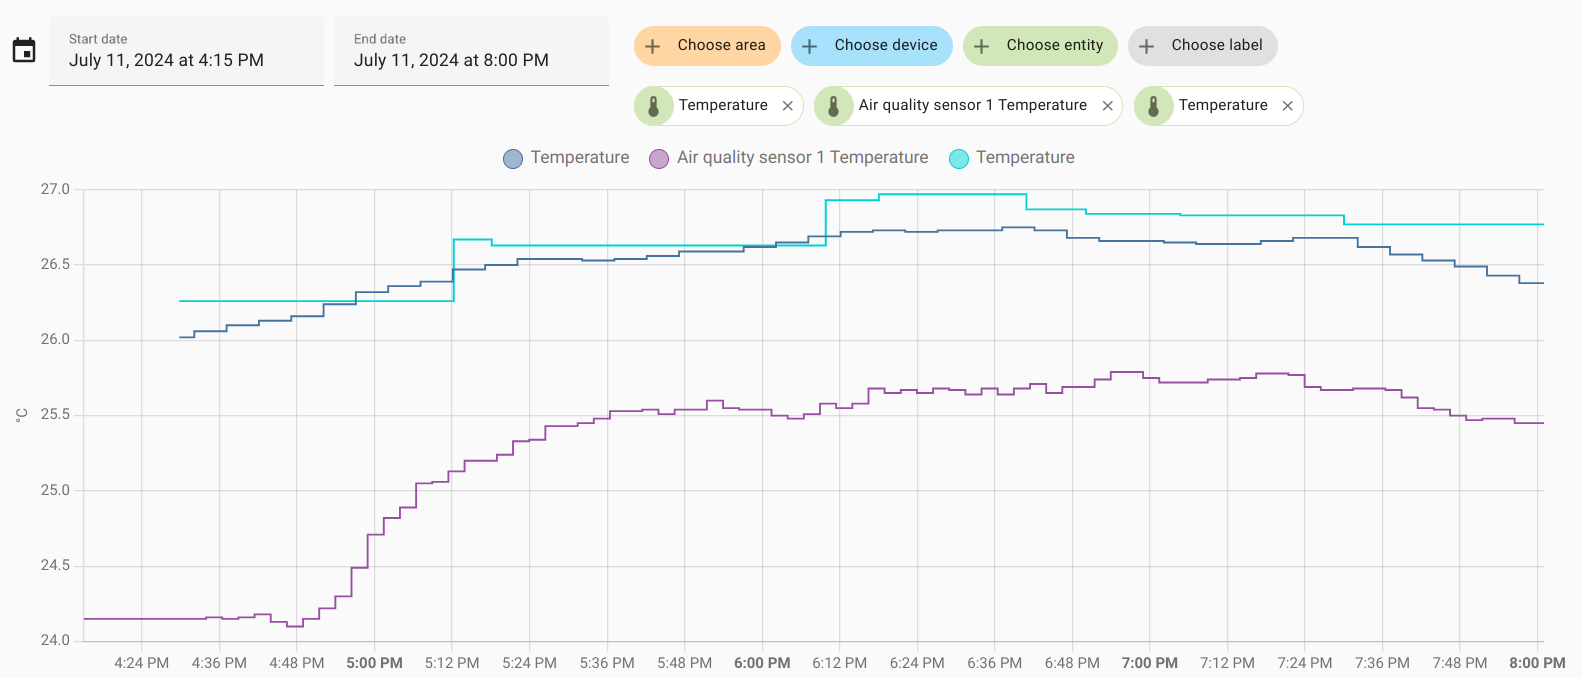 Start date
July 11, 2024 at 4:15 PM
End date
July 11, 2024 at 8:00 PM
Choose area
Choose device
Choose entity
Choose label
Temperature
Air quality sensor 1 Temperature
Temperature
Temperature
Air quality sensor 1 Temperature
Temperature
27.0
26.5
26.0
25.5
25.0
24.5
24.0
°C
4:24 PM
4:36 PM
4:48 PM
5:00 PM
5:12 PM
5:24 PM
5:36 PM
5:48 PM
6:00 PM
6:12 PM
6:24 PM
6:36 PM
6:48 PM
7:00 PM
7:12 PM
7:24 PM
7:36 PM
7:48 PM
8:00 PM